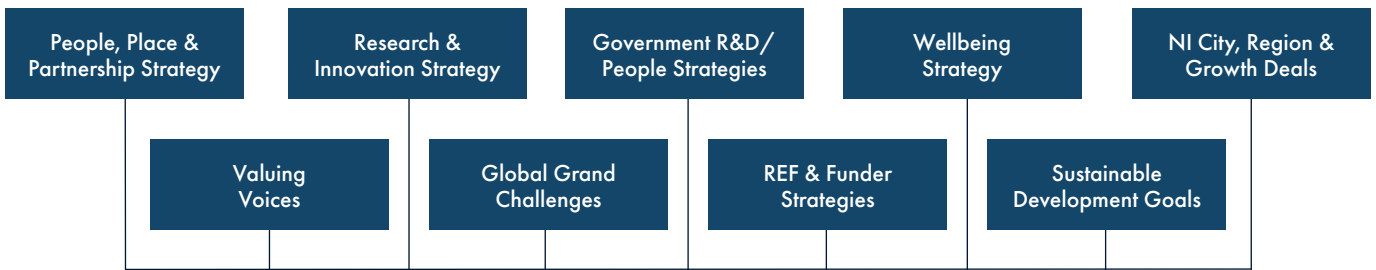 People, Place &
Partnership Strategy
Research &
Innovation Strategy
Government R&D/
People Strategies
Wellbeing
Strategy
NI City, Region &
Growth Deals
Valuing
Voices
Global Grand
Challenges
REF & Funder
Strategies
Sustainable
Development Goals